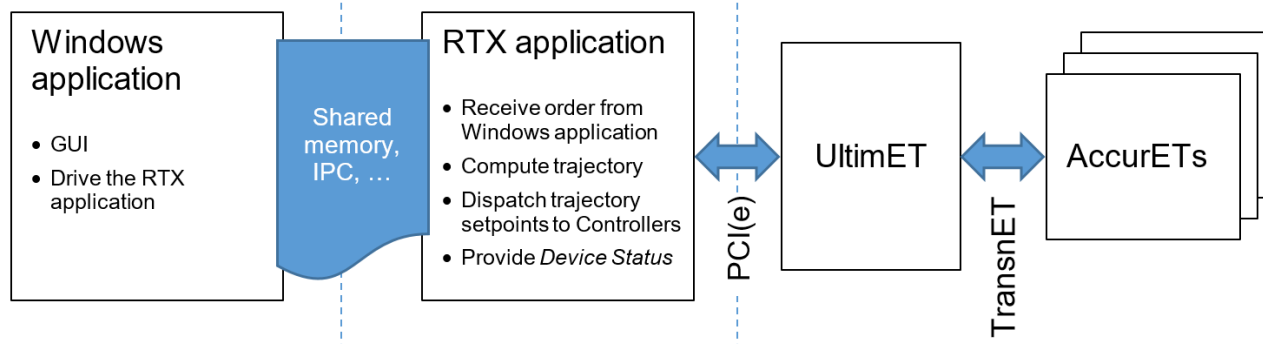 Windows
application
• GUI
• Drive the RTX
application
Shared
memory,
IPC, …
RTX application
• Receive order from
Windows application
• Compute trajectory
• Dispatch trajectory
setpoints to Controllers
• Provide Device Status
PCI(e)
UltimET
TransnET
AccurETs